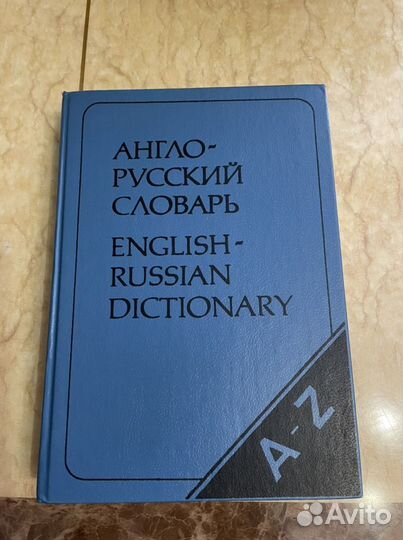 АНГЛО-
РУССКИЙ
СЛОВАРЬ
ENGLISH-
RUSSIAN
DICTIONARY
A-Z
Avito